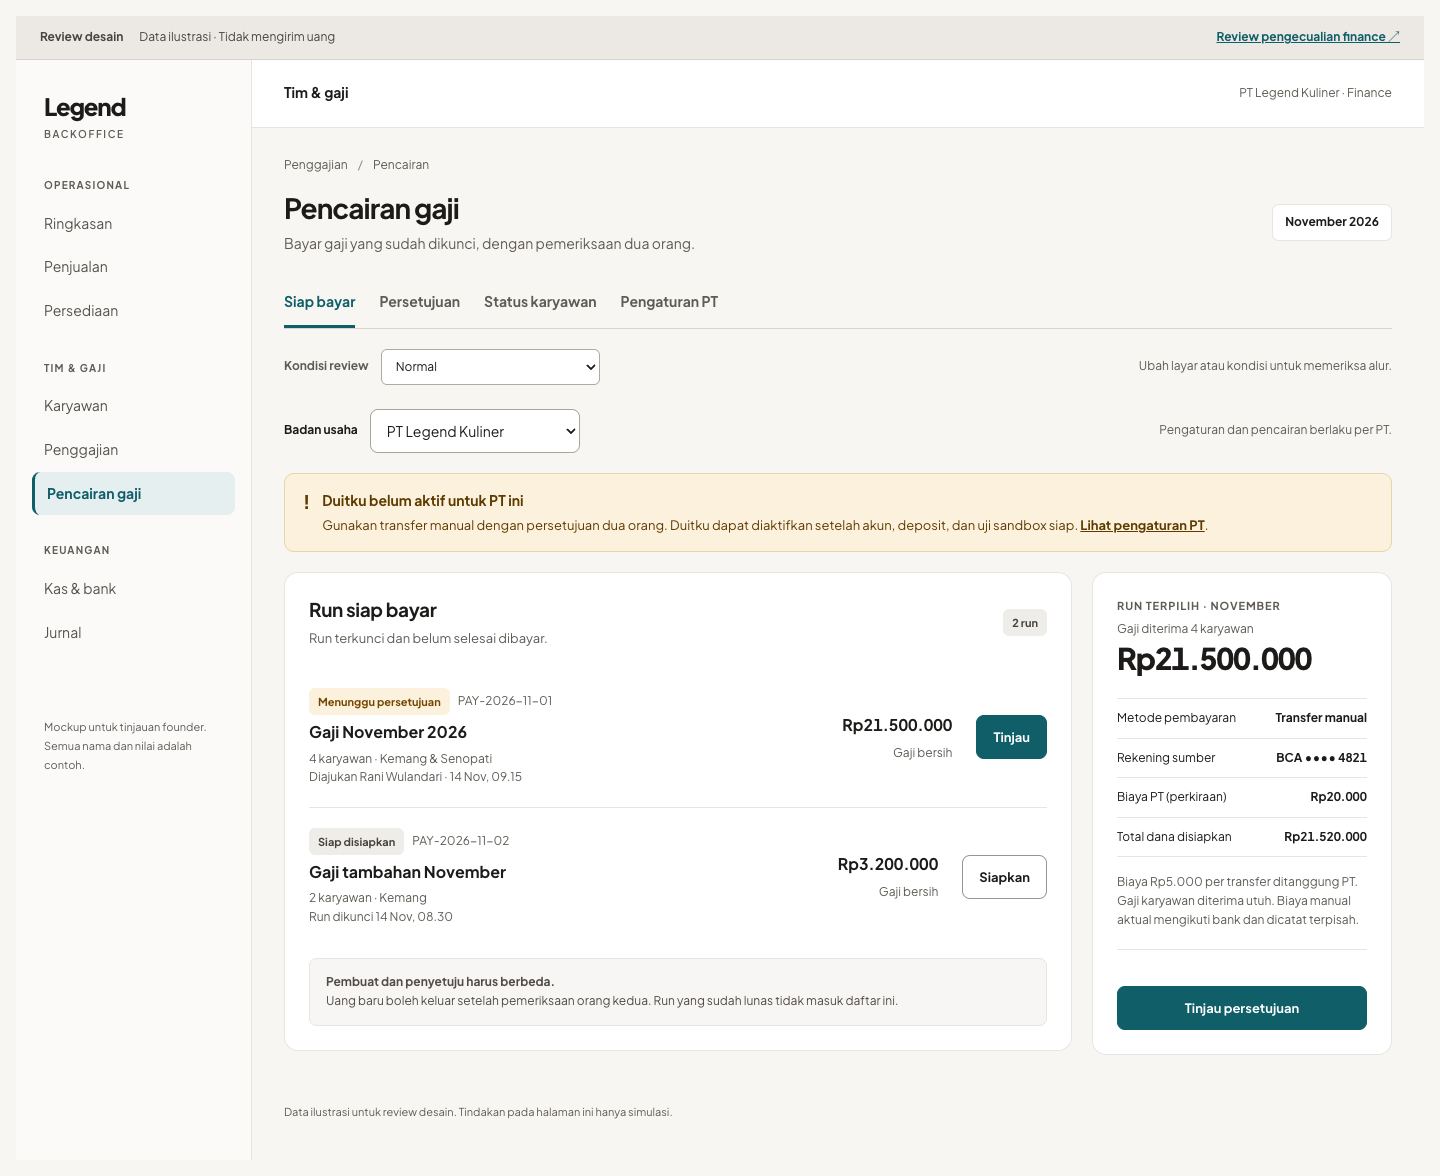 Review desain
Data ilustrasi · Tidak mengirim uang
Review pengecualian finance ↗
Legend
BACKOFFICE
OPERASIONAL
Ringkasan
Penjualan
Persediaan
TIM & GAJI
Karyawan
Penggajian
Pencairan gaji
KEUANGAN
Kas & bank
Jurnal
Mockup untuk tinjauan founder.
Semua nama dan nilai adalah
contoh.
Tim & gaji
PT Legend Kuliner · Finance
Penggajian / Pencairan
Pencairan gaji
Bayar gaji yang sudah dikunci, dengan pemeriksaan dua orang.
November 2026
Siap bayar
Persetujuan
Status karyawan
Pengaturan PT
Kondisi review
Normal
Ubah layar atau kondisi untuk memeriksa alur.
Badan usaha
PT Legend Kuliner
Pengaturan dan pencairan berlaku per PT.
! Duitku belum aktif untuk PT ini
Gunakan transfer manual dengan persetujuan dua orang. Duitku dapat diaktifkan setelah akun, deposit, dan uji sandbox siap. Lihat pengaturan PT.
Run siap bayar
Run terkunci dan belum selesai dibayar.
2 run
Menunggu persetujuan
PAY-2026-11-01
Gaji November 2026
4 karyawan · Kemang & Senopati
Diajukan Rani Wulandari · 14 Nov, 09.15
Rp21.500.000
Gaji bersih
Tinjau
Siap disiapkan
PAY-2026-11-02
Gaji tambahan November
2 karyawan · Kemang
Run dikunci 14 Nov, 08.30
Rp3.200.000
Gaji bersih
Siapkan
Pembuat dan penyetuju harus berbeda.
Uang baru boleh keluar setelah pemeriksaan orang kedua. Run yang sudah lunas tidak masuk daftar ini.
RUN TERPILIH · NOVEMBER
Gaji diterima 4 karyawan
Rp21.500.000
Metode pembayaran
Transfer manual
Rekening sumber
BCA •••• 4821
Biaya PT (perkiraan)
Rp20.000
Total dana disiapkan
Rp21.520.000
Biaya Rp5.000 per transfer ditanggung PT.
Gaji karyawan diterima utuh. Biaya manual
aktual mengikuti bank dan dicatat terpisah.
Tinjau persetujuan
Data ilustrasi untuk review desain. Tindakan pada halaman ini hanya simulasi.